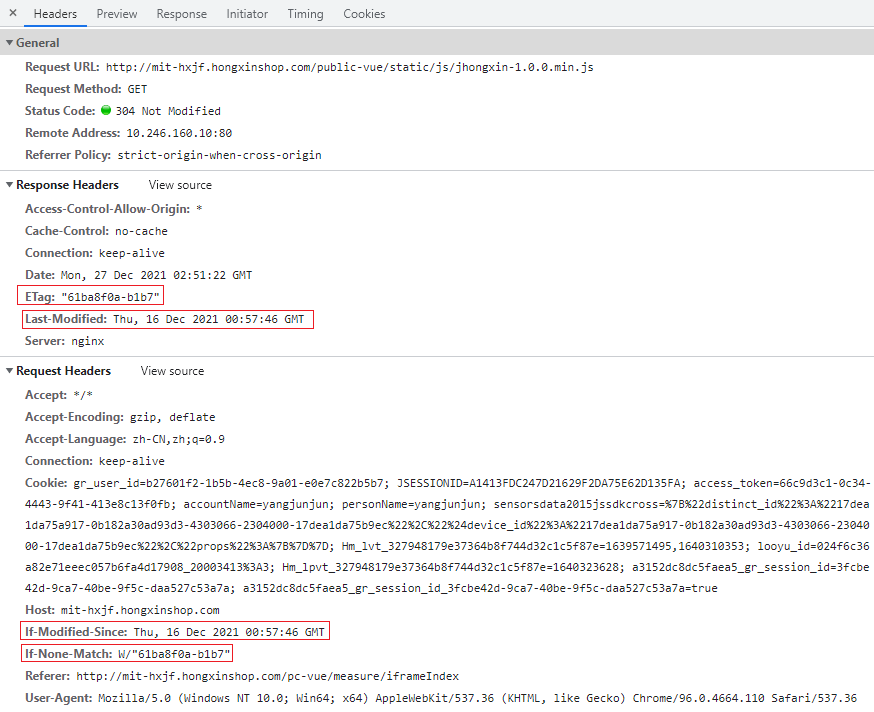 × Headers Preview Response Initiator Timing Cookies
▼ General
Request URL: http://mit-hxjf.hongxinshop.com/public-vue/static/js/jhongxin-1.0.0.min.js
Request Method: GET
Status Code: 304 Not Modified
Remote Address: 10.246.160.10:80
Referrer Policy: strict-origin-when-cross-origin
▼ Response Headers View source
Access-Control-Allow-Origin: *
Cache-Control: no-cache
Connection: keep-alive
Date: Mon, 27 Dec 2021 02:51:22 GMT
ETag: "61ba8f0a-b1b7"
Last-Modified: Thu, 16 Dec 2021 00:57:46 GMT
Server: nginx
▼ Request Headers View source
Accept: */*
Accept-Encoding: gzip, deflate
Accept-Language: zh-CN,zh;q=0.9
Connection: keep-alive
Cookie: gr_user_id=b27601f2-1b5b-4ec8-9a01-e0e7c822b5b7; JSESSIONID=A1413FDC247D21629F2DA75E62D135FA; access_token=66c9d3c1-0c34-
4443-9f41-413e8c13f0fb; accountName=yangjunjun; personName=yangjunjun; sensorsdata2015jssdkcross=%7B%22distinct_id%22%3A%2217dea
1da75a917-0b182a30ad93d3-4303066-2304000-17dea1da75b9ec%22%2C%22%24device_id%22%3A%2217dea1da75a917-0b182a30ad93d3-4303066-23040
00-17dea1da75b9ec%22%2C%22props%22%3A%7B%7D%7D; Hm_lvt_327948179e37364b8f744d32c1c5f87e=1639571495,1640310353; looyu_id=024f6c36
a82e71eeec057b6fa4d17908_20003413%3A3; Hm_lpvt_327948179e37364b8f744d32c1c5f87e=1640323628; a3152dc8dc5faea5_gr_session_id=3fcbe
42d-9ca7-40be-9f5c-daa527c53a7a; a3152dc8dc5faea5_gr_session_id_3fcbe42d-9ca7-40be-9f5c-daa527c53a7a=true
Host: mit-hxjf.hongxinshop.com
If-Modified-Since: Thu, 16 Dec 2021 00:57:46 GMT
If-None-Match: W/"61ba8f0a-b1b7"
Referer: http://mit-hxjf.hongxinshop.com/pc-vue/measure/iframeIndex
User-Agent: Mozilla/5.0 (Windows NT 10.0; Win64; x64) AppleWebKit/537.36 (KHTML, like Gecko) Chrome/96.0.4664.110 Safari/537.36